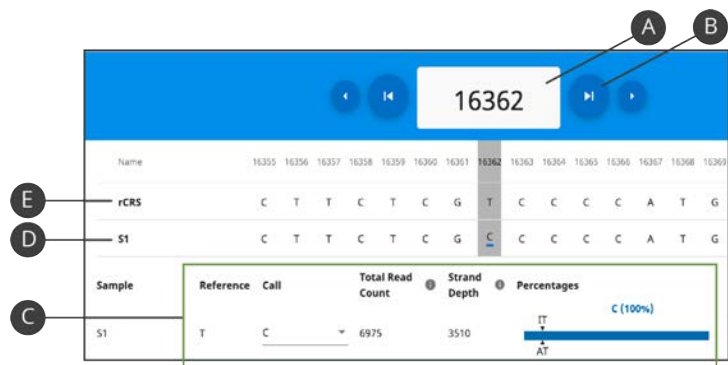 A
B
16362
Name 16355 16356 16357 16358 16359 16360 16361 16362 16363 16364 16365 16366 16367 16368 16369
E rCRS C T T C T C G T C C C C A T G
D S1 C T T C T C G C C C C C A T G
Sample Reference Call Total Read Count Strand Depth Percentages
C (100%)
C S1 T C 6975 3510 IT
AT